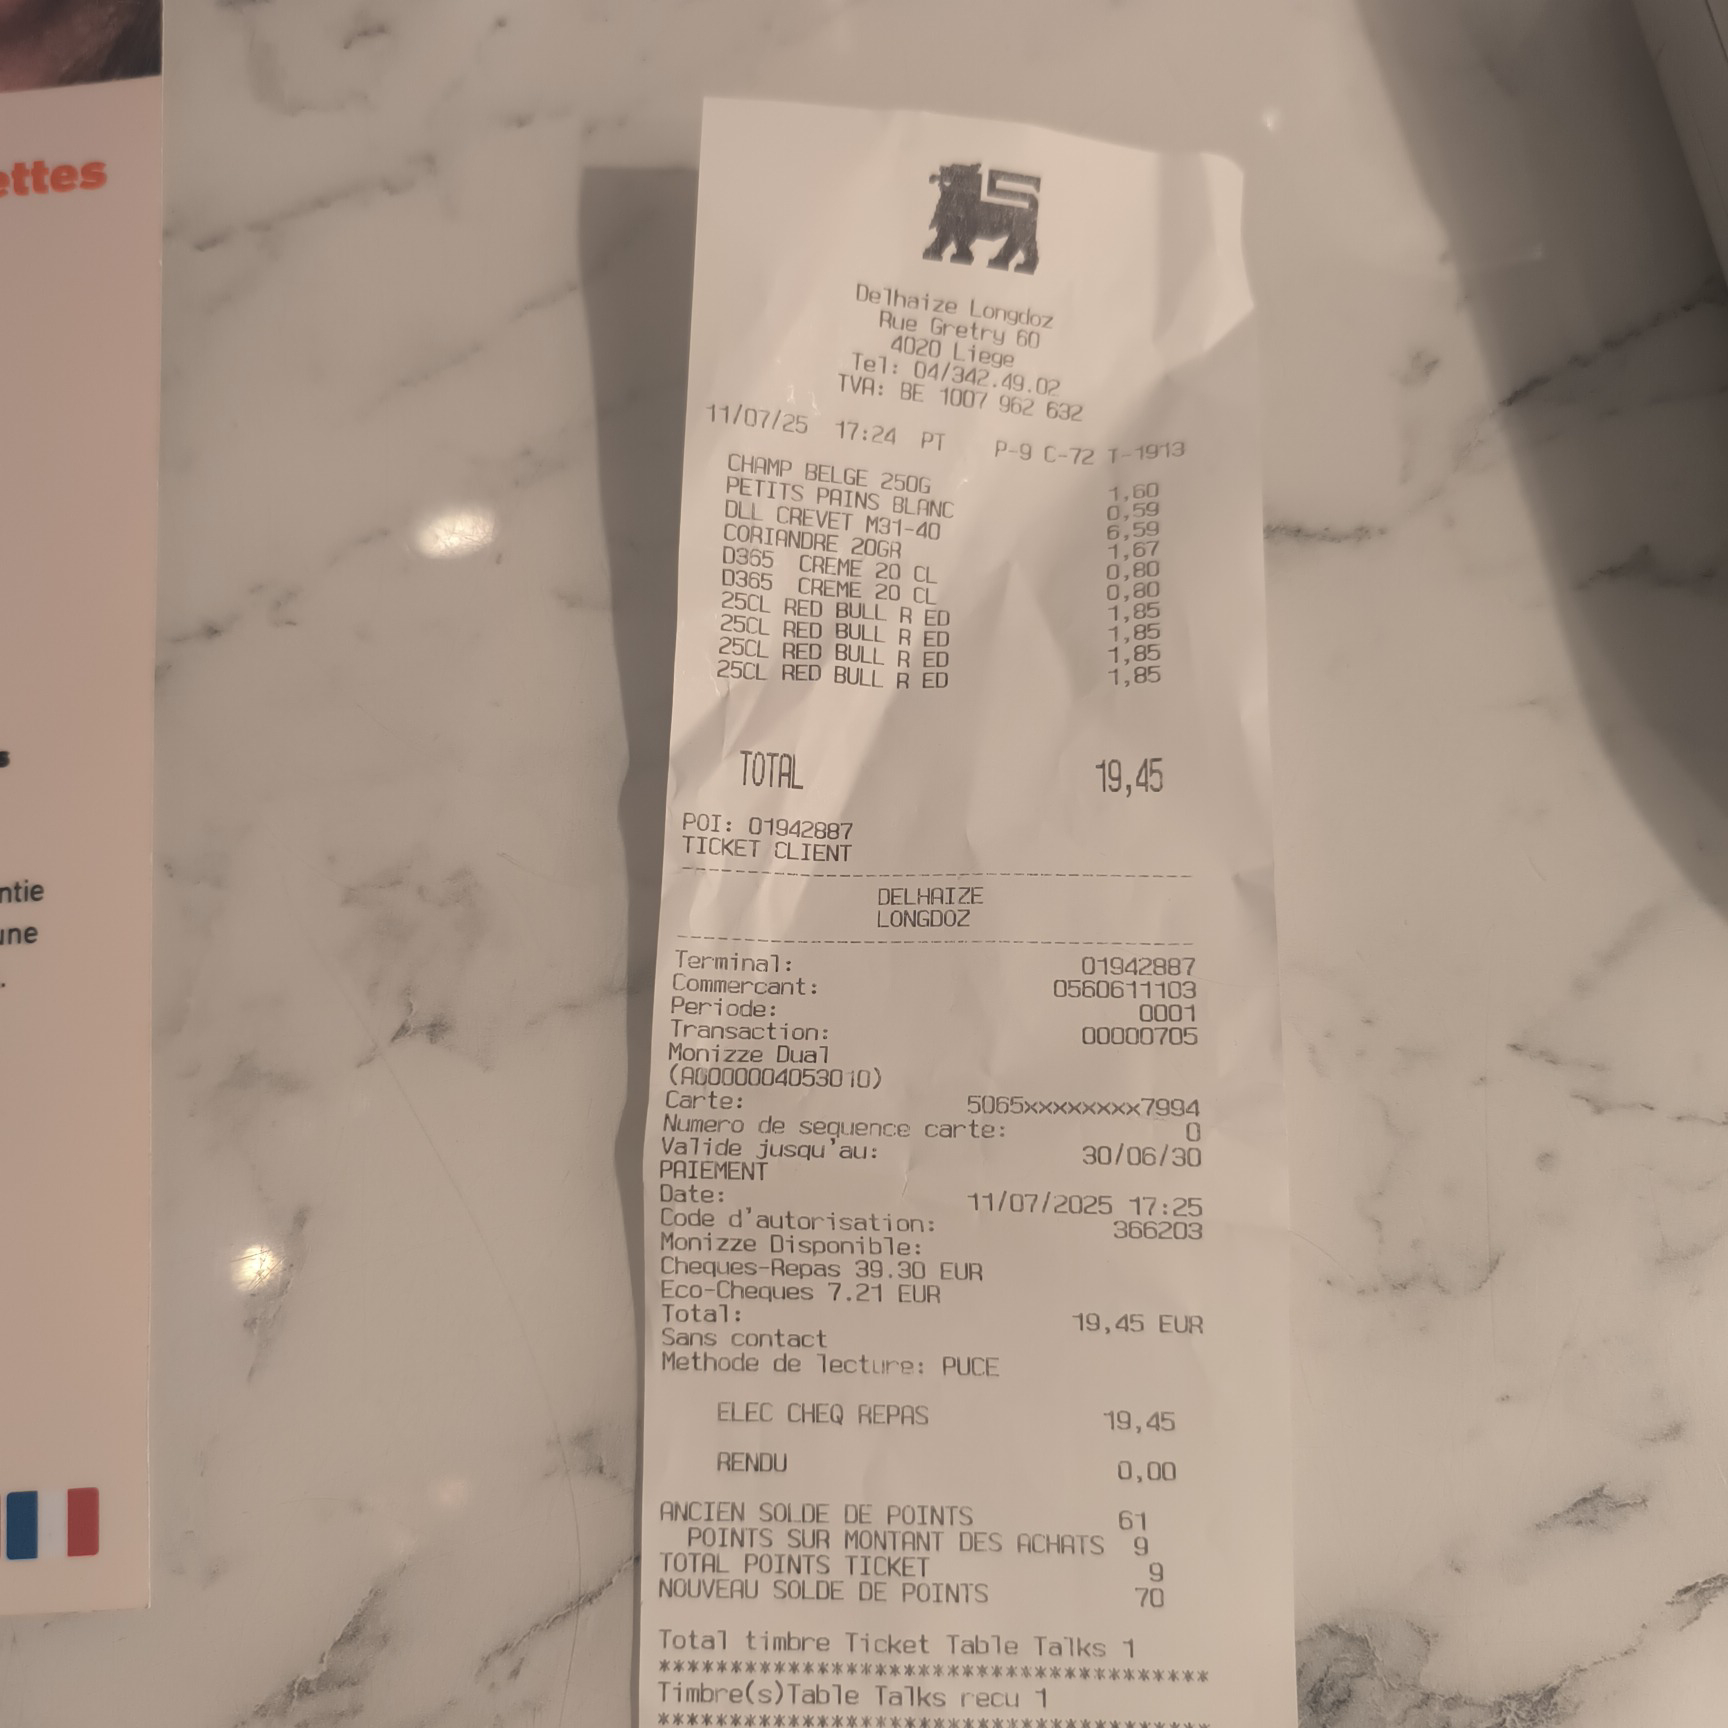 ettes
s
ntie
une
.
Delhaize Longdoz
Rue Gretry 60
4020 Liege
Tel: 04/342.49.02
TVA: BE 1007 962 632
11/07/25 17:24 PT P-9 C-72 T-1913
CHAMP BELGE 250G 1,60
PETITS PAINS BLANC 0,59
DLL CREVET M31-40 6,59
CORIANDRE 20GR 1,67
D365 CREME 20 CL 0,80
D365 CREME 20 CL 0,80
25CL RED BULL R ED 1,85
25CL RED BULL R ED 1,85
25CL RED BULL R ED 1,85
25CL RED BULL R ED 1,85
TOTAL 19,45
POI: 01942887
TICKET CLIENT
DELHAIZE
LONGDOZ
Terminal: 01942887
Commercant: 0560611103
Periode: 0001
Transaction: 00000705
Monizze Dual
(A0000004053010)
Carte: 5065xxxxxxxxx7994
Numero de sequence carte: 0
Valide jusqu'au: 30/06/30
PAIEMENT
Date: 11/07/2025 17:25
Code d'autorisation: 366203
Monizze Disponible:
Cheques-Repas 39.30 EUR
Eco-Cheques 7.21 EUR
Total: 19,45 EUR
Sans contact
Methode de lecture: PUCE
ELEC CHEQ REPAS 19,45
RENDU 0,00
ANCIEN SOLDE DE POINTS 61
POINTS SUR MONTANT DES ACHATS 9
TOTAL POINTS TICKET 9
NOUVEAU SOLDE DE POINTS 70
Total timbre Ticket Table Talks 1
****************************************
Timbre(s)Table Talks recu 1
****************************************